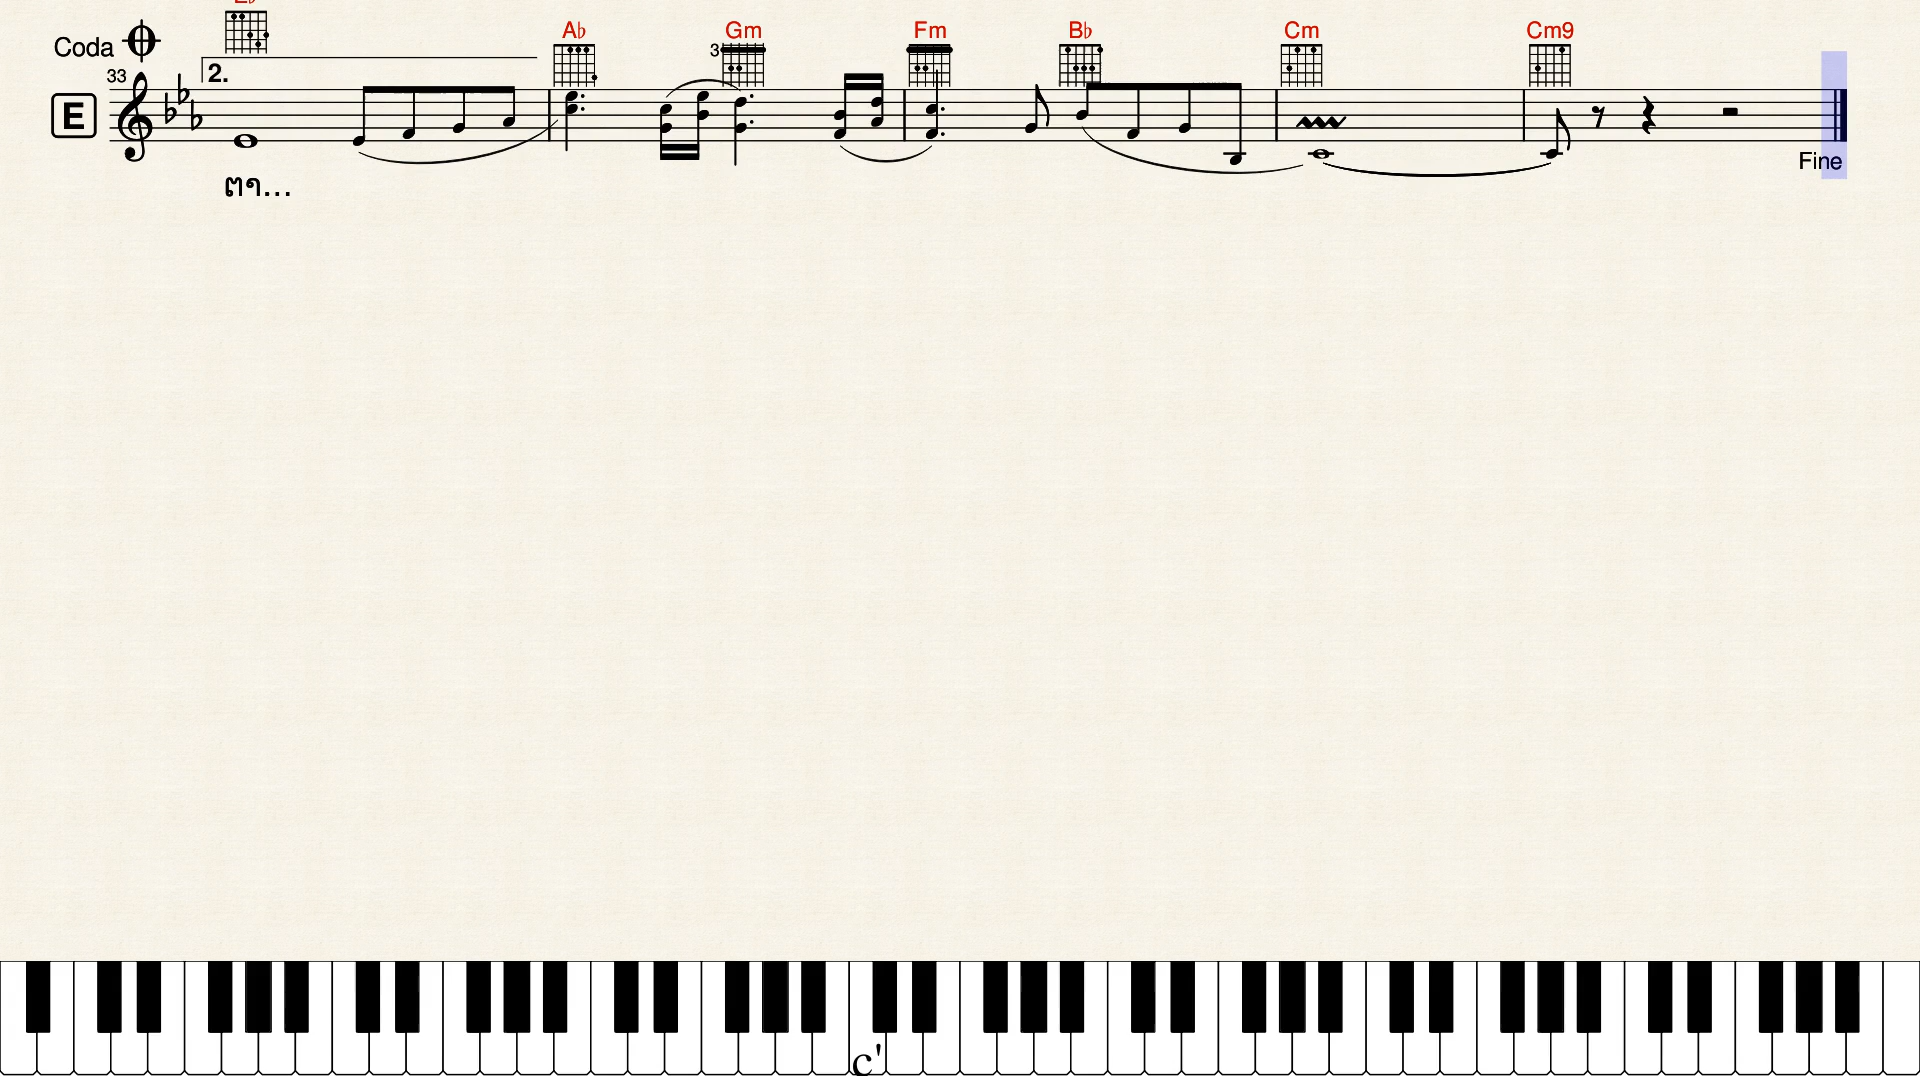 Coda
A♭ Gm Fm B♭ Cm Cm9
3
33
2.
E
Fine
ตา...
c'